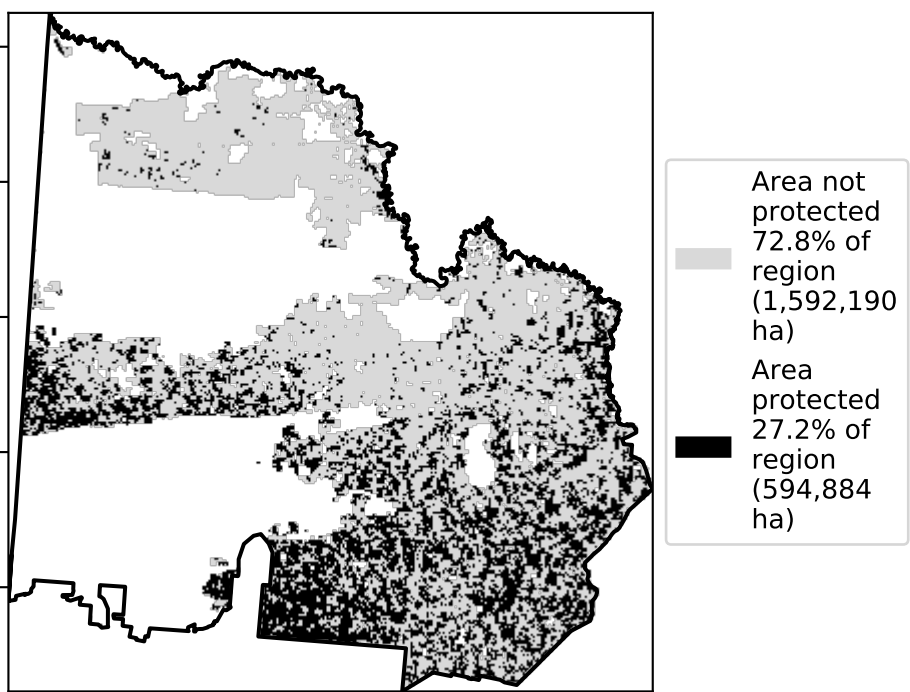 Area not
protected
72.8% of
region
(1,592,190
ha)
Area
protected
27.2% of
region
(594,884
ha)